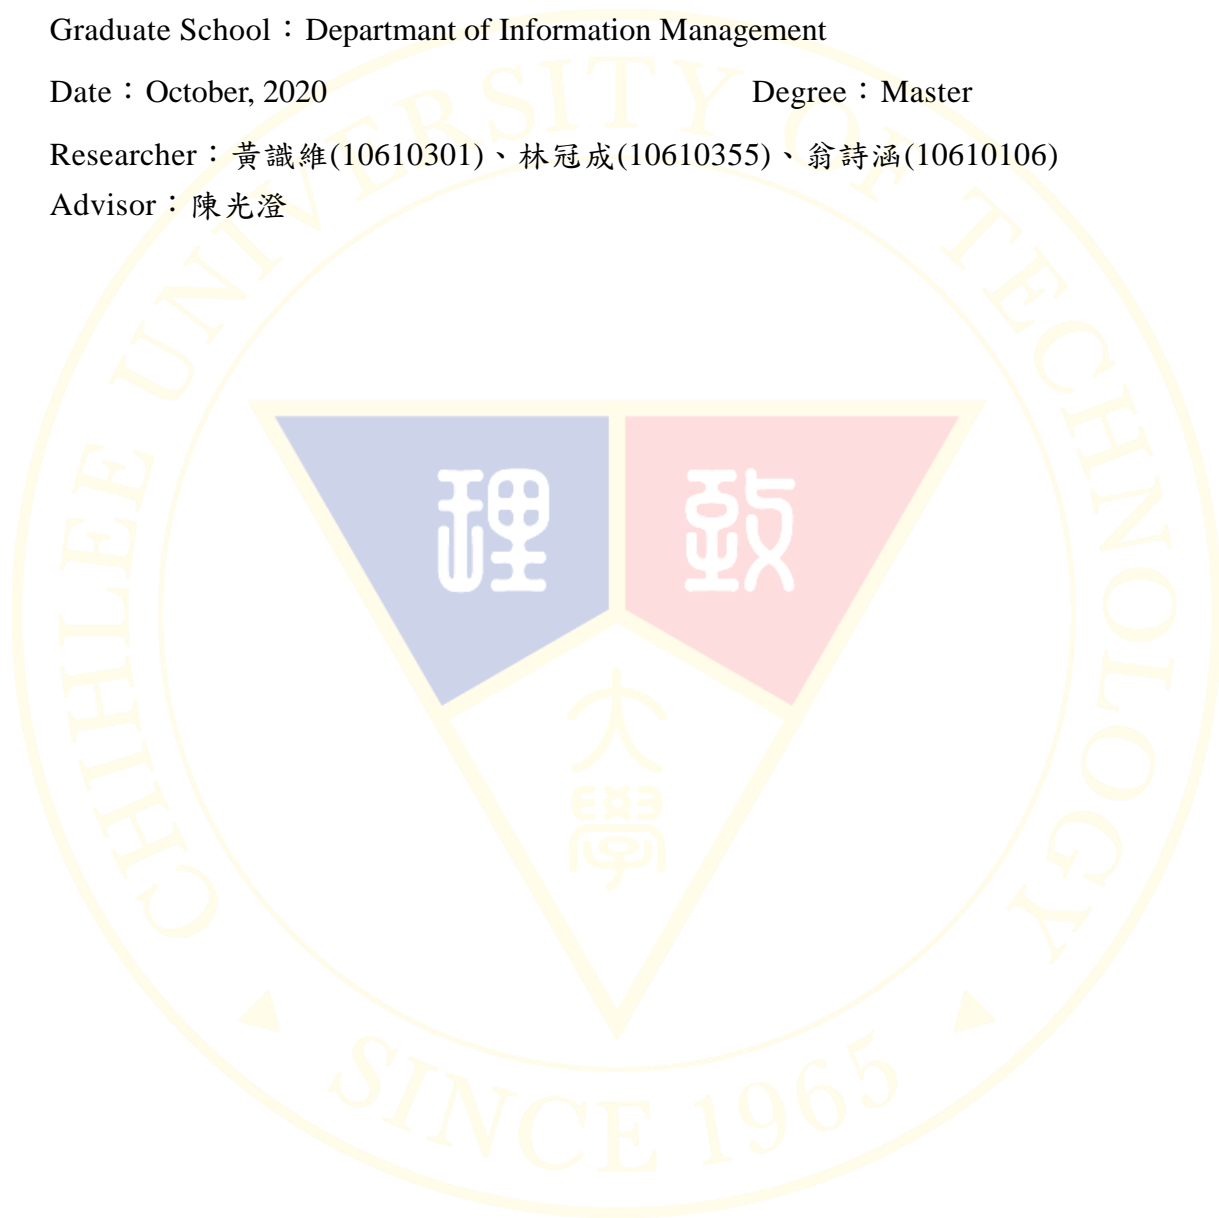 Graduate School：Departmant of Information Management
Date：October, 2020 Degree：Master
Researcher：黃識維(10610301)、林冠成(10610355)、翁詩涵(10610106)
Advisor：陳光澄
CHIHLEE UNIVERSITY OF TECHNOLOGY
理 致
大
學
SINCE 1965